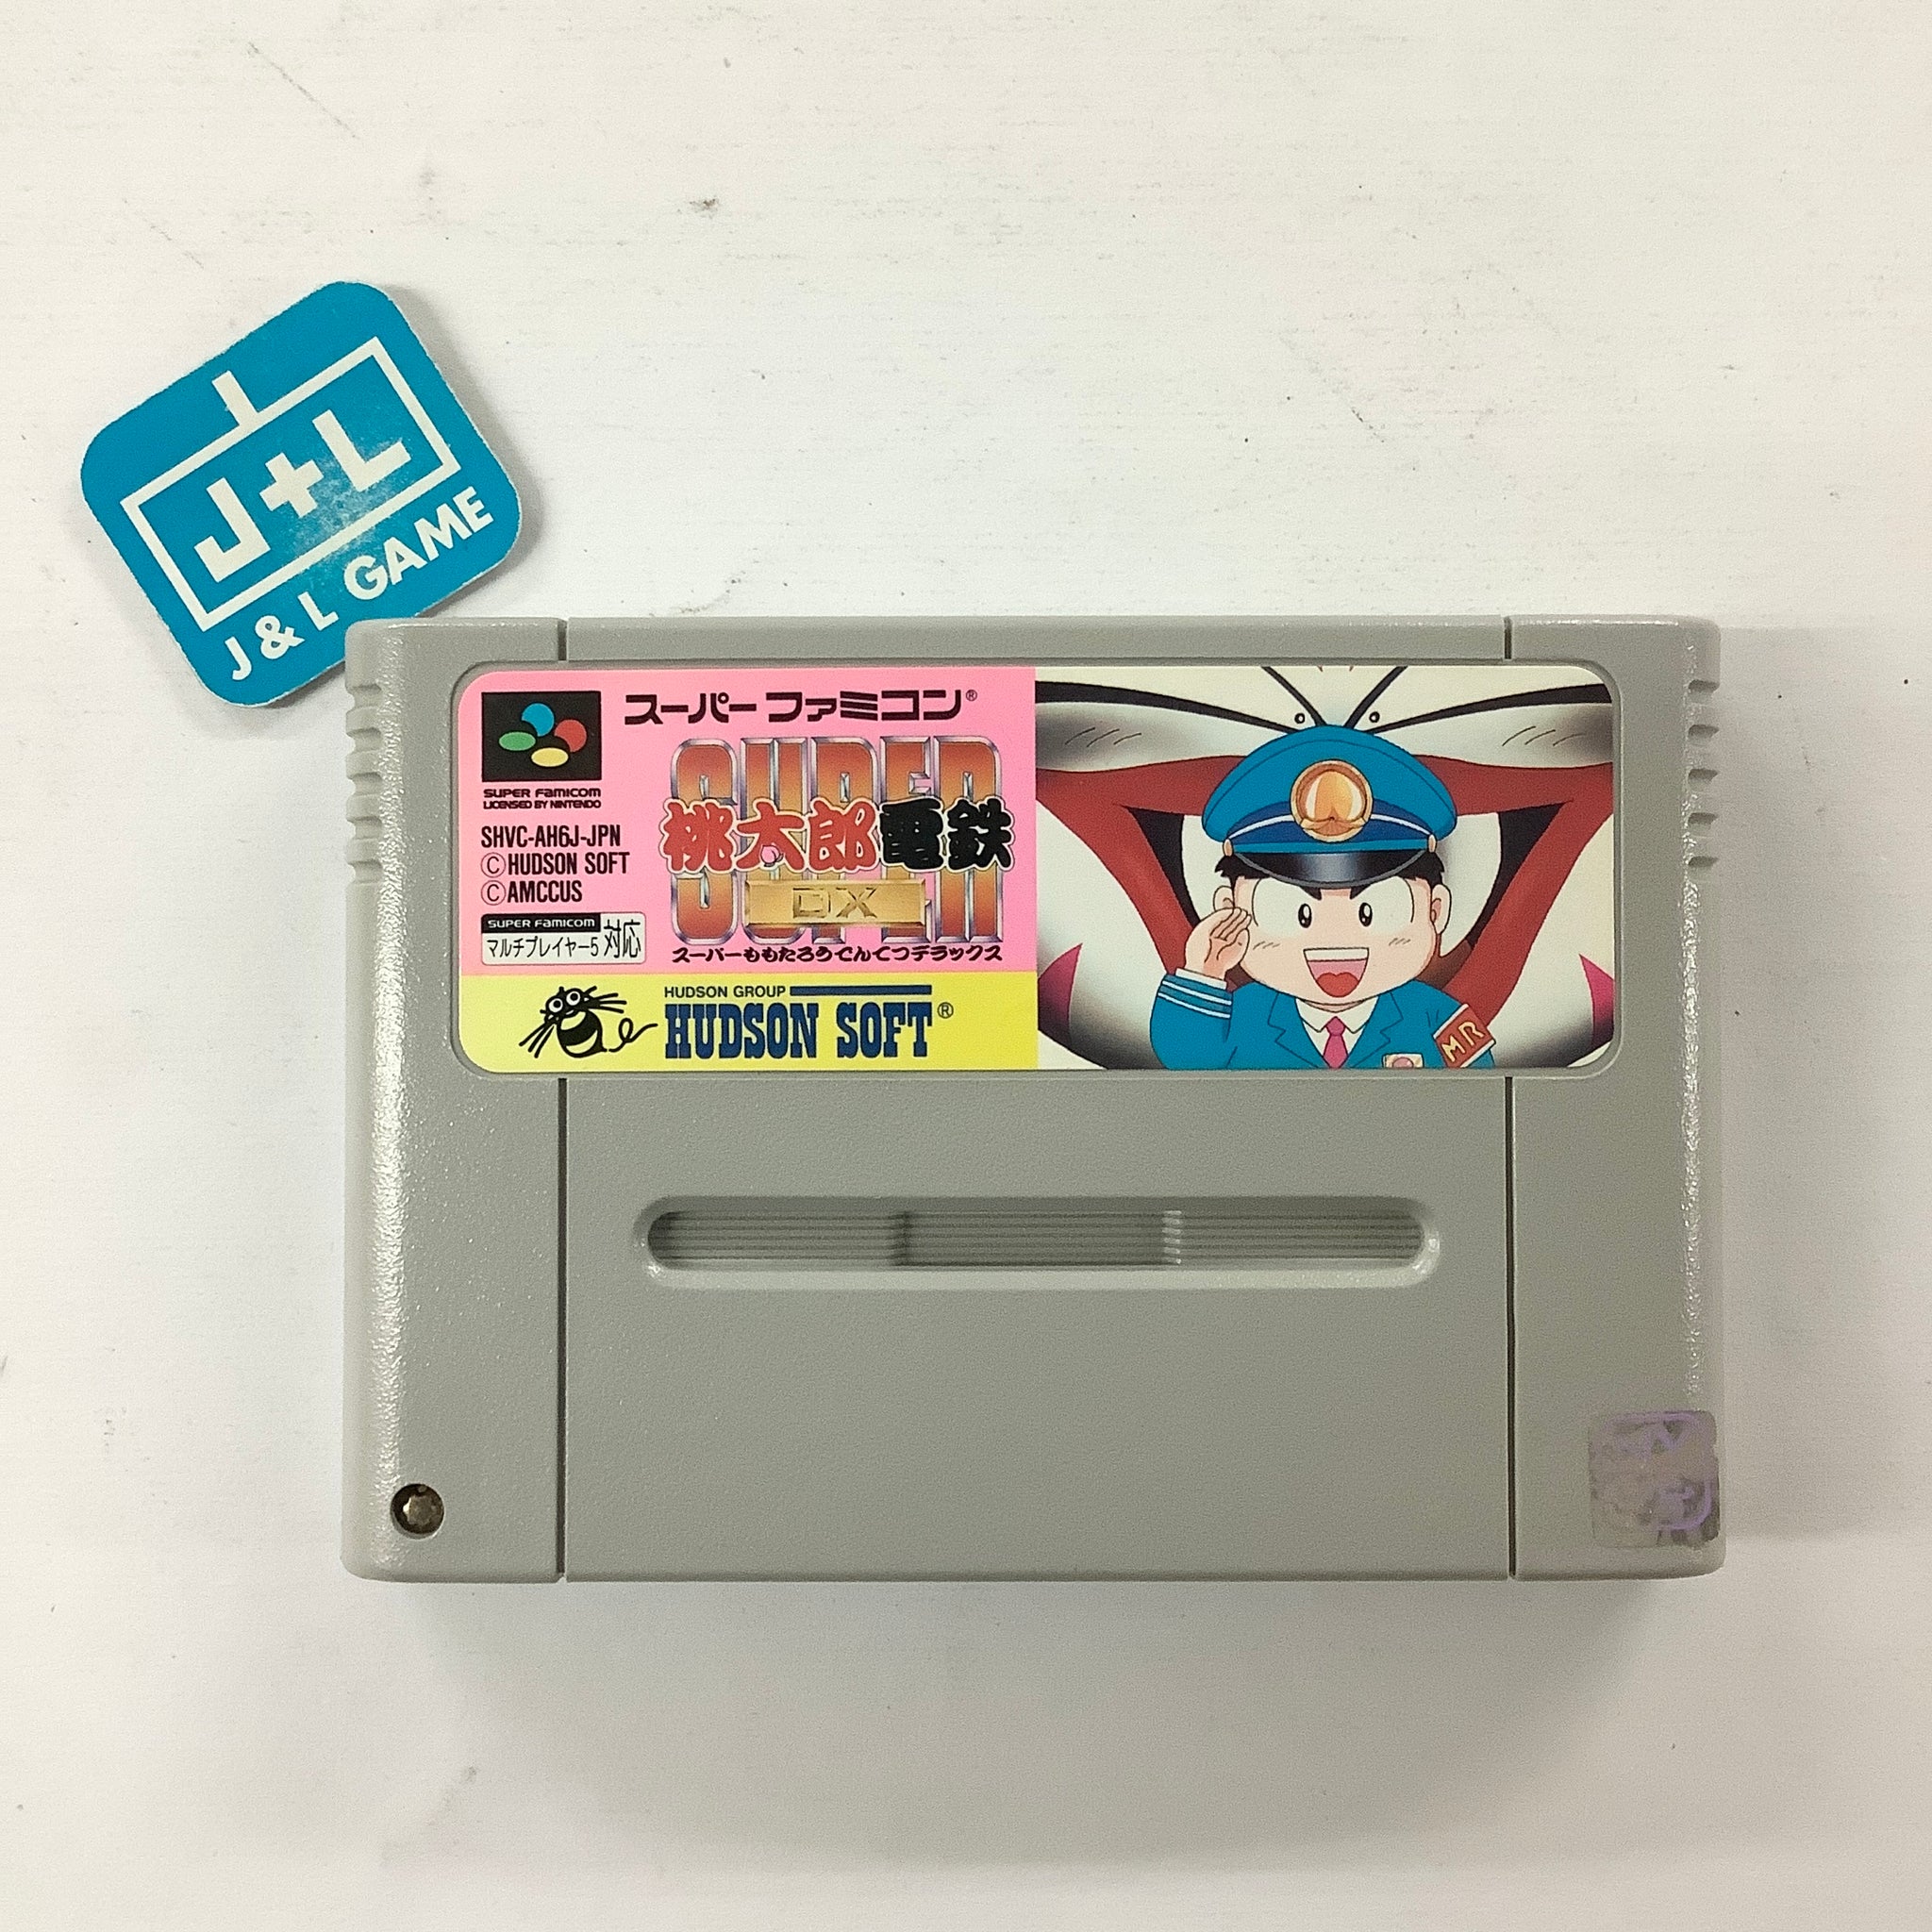 J+L
J & L GAME
スーパーファミコン®
SUPER FAMICOM
LICENSED BY NINTENDO
SHVC-AH6J-JPN
©HUDSON SOFT
©AMCCUS
SUPER FAMICOM
マルチプレイヤー5対応
SUPER
桃太郎電鉄
DX
スーパーももたろうでんてつデラックス
HUDSON GROUP
HUDSON SOFT®
MR